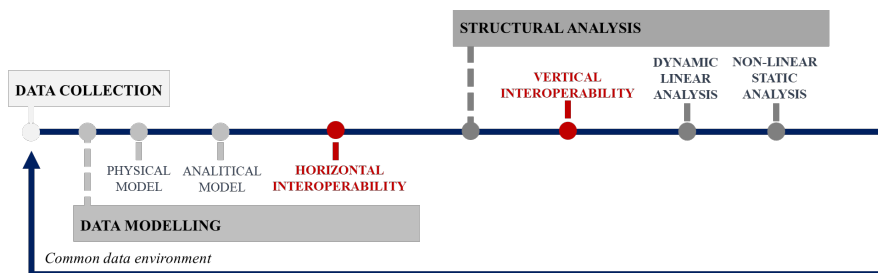 STRUCTURAL ANALYSIS
DATA COLLECTION
VERTICAL
INTEROPERABILITY
DYNAMIC
LINEAR
ANALYSIS
NON-LINEAR
STATIC
ANALYSIS
PHYSICAL
MODEL
ANALITICAL
MODEL
HORIZONTAL
INTEROPERABILITY
DATA MODELLING
Common data environment